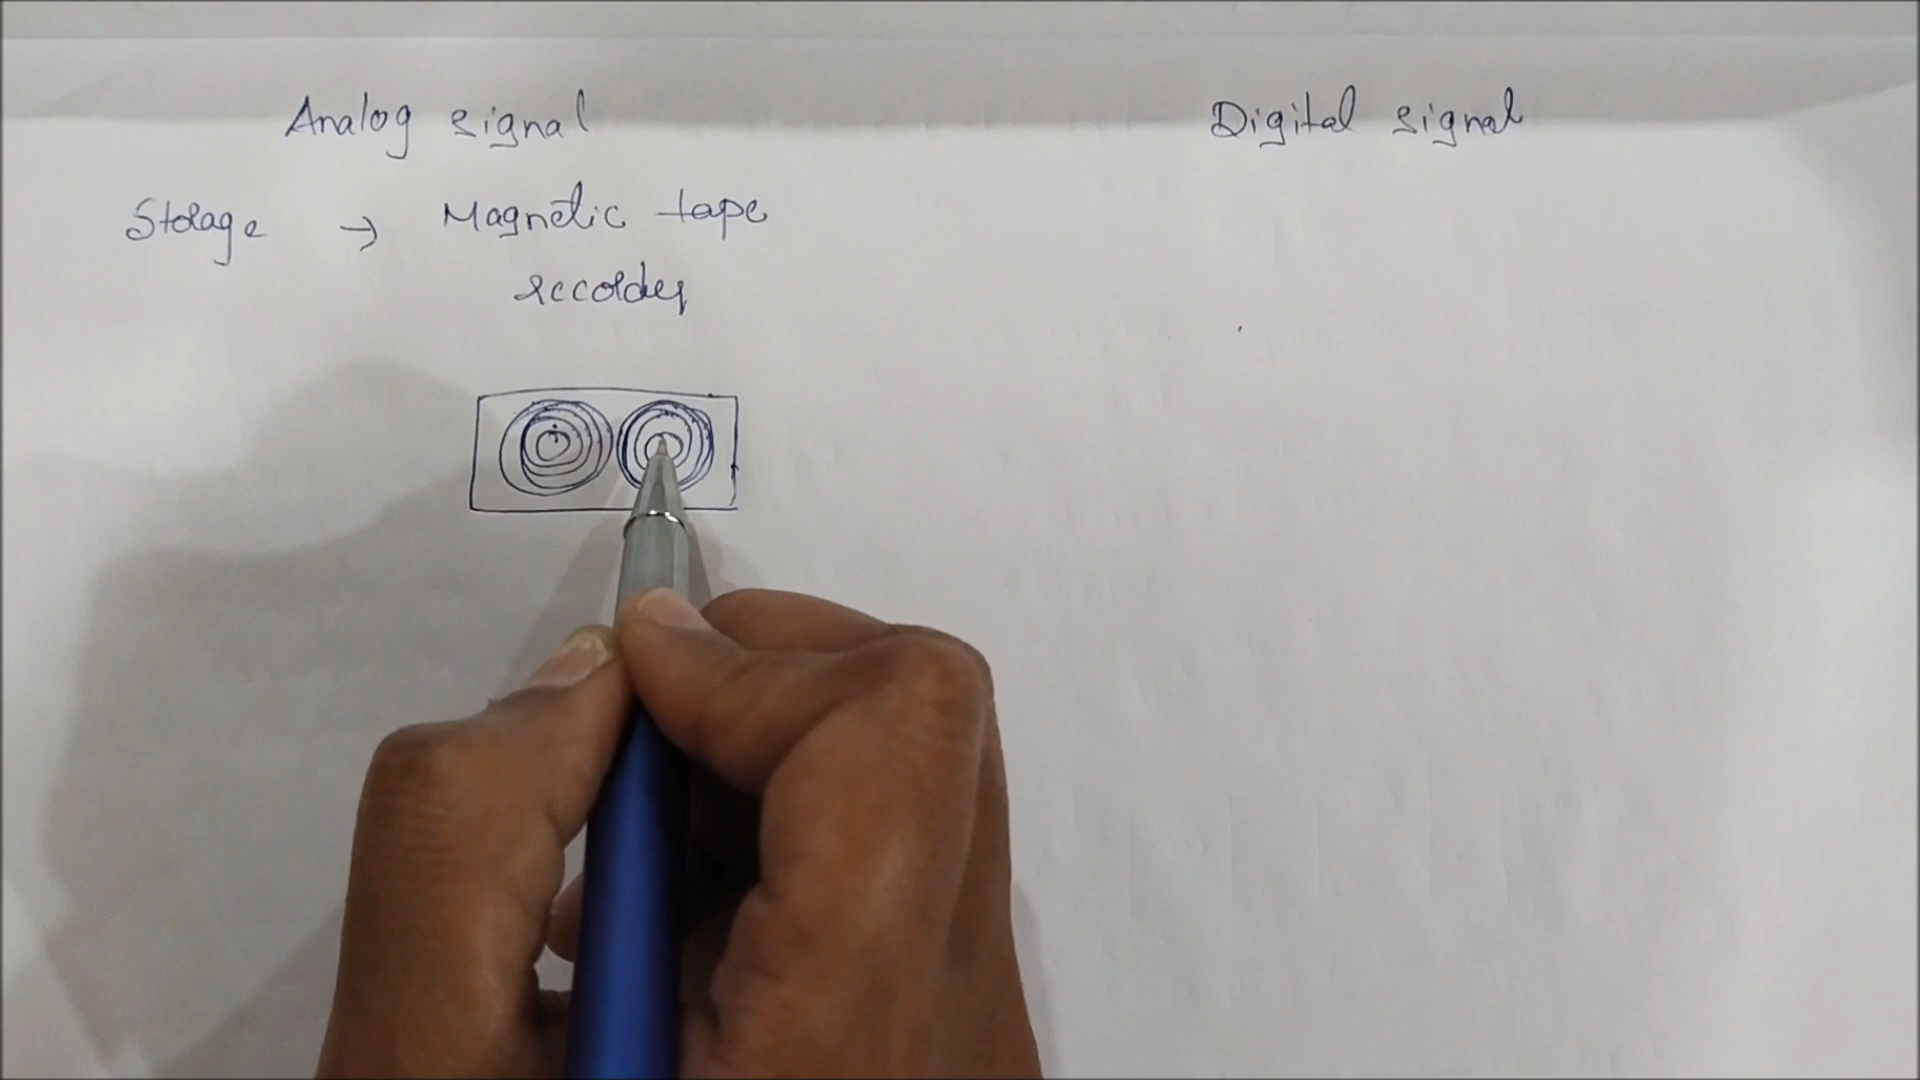 Analog signal
Digital signal
Storage → Magnetic tape
recorder